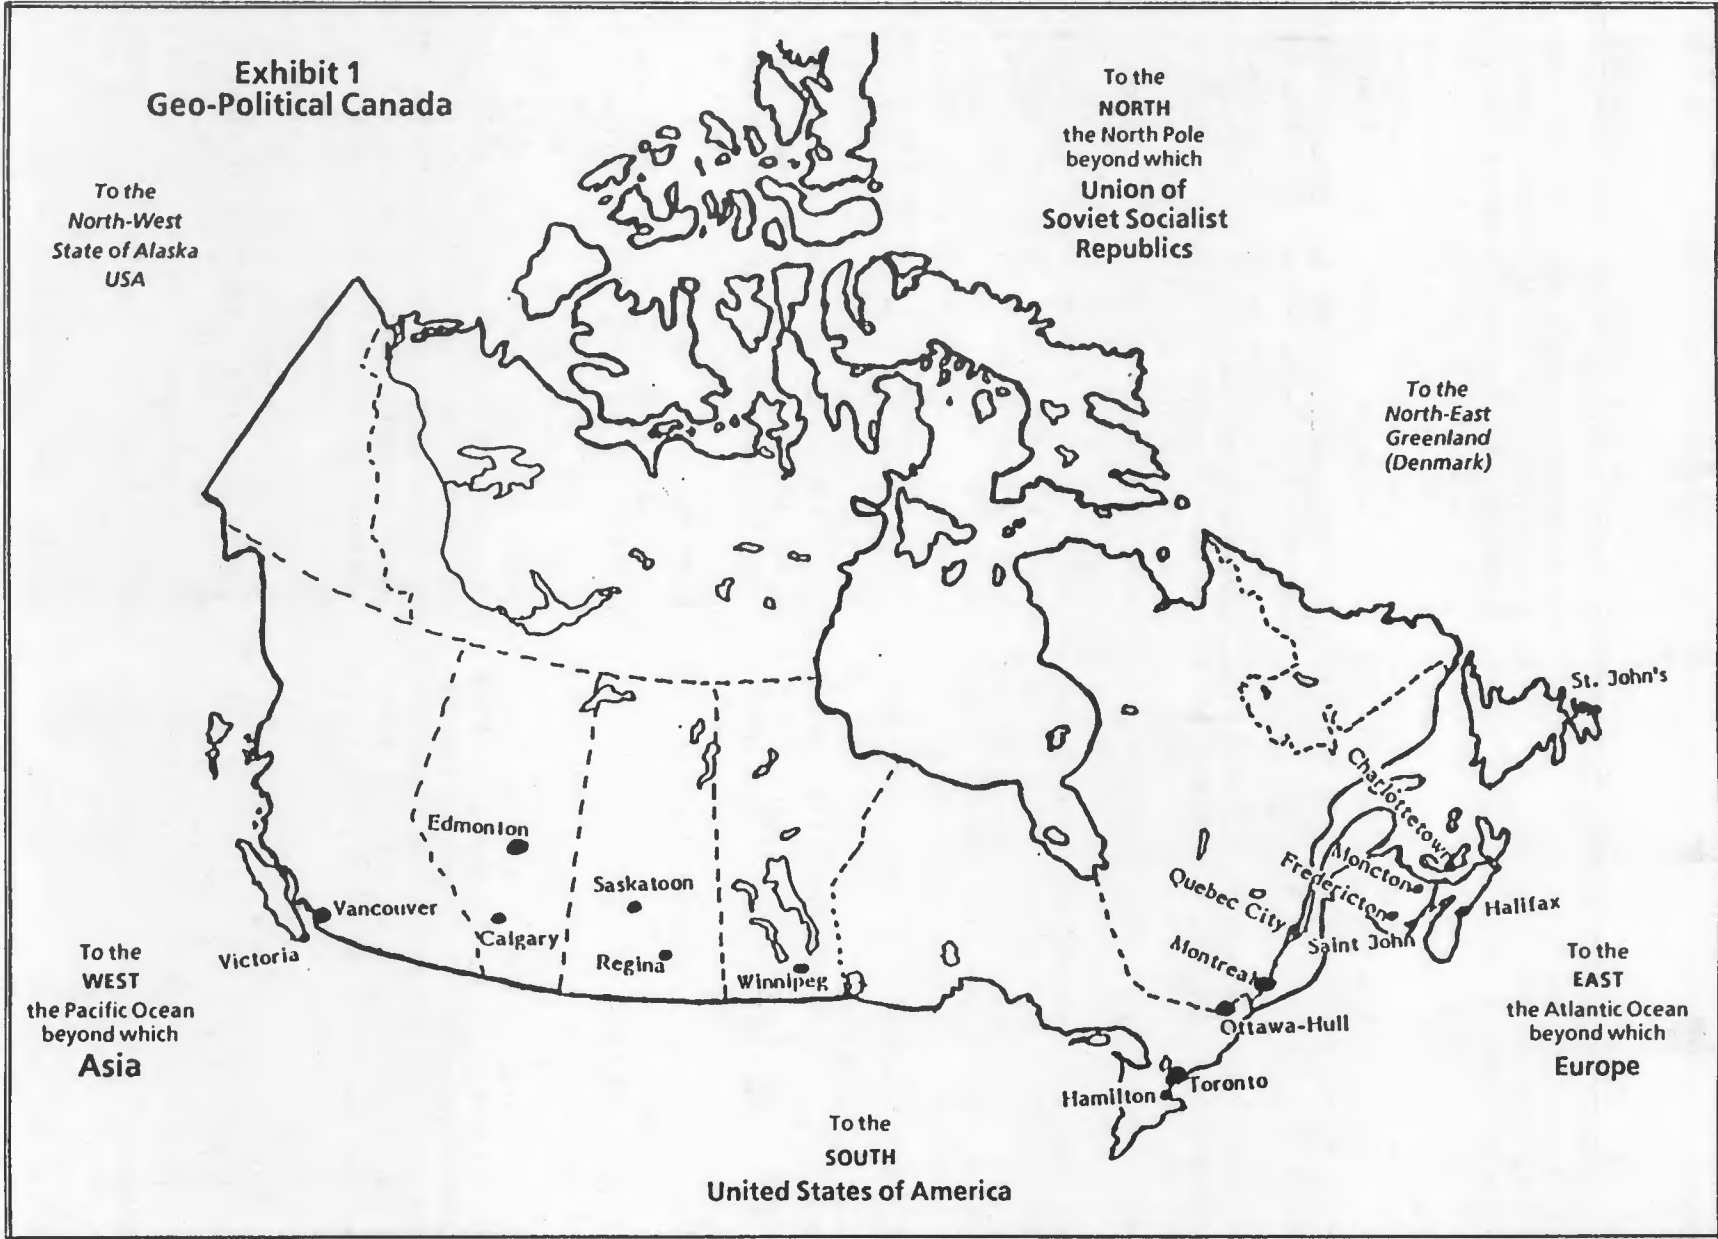 Exhibit 1
Geo-Political Canada
To the
North-West
State of Alaska
USA
To the
NORTH
the North Pole
beyond which
Union of
Soviet Socialist
Republics
To the
North-East
Greenland
(Denmark)
St. John's
Charlottetown
Edmonton
Moncton
Fredericton
Saskatoon
Quebec City
Vancouver
Halifax
Calgary
Saint John
Victoria
Regina
Montreal
Winnipeg
To the
WEST
the Pacific Ocean
beyond which
Asia
To the
EAST
the Atlantic Ocean
beyond which
Europe
Ottawa-Hull
Toronto
Hamilton
To the
SOUTH
United States of America